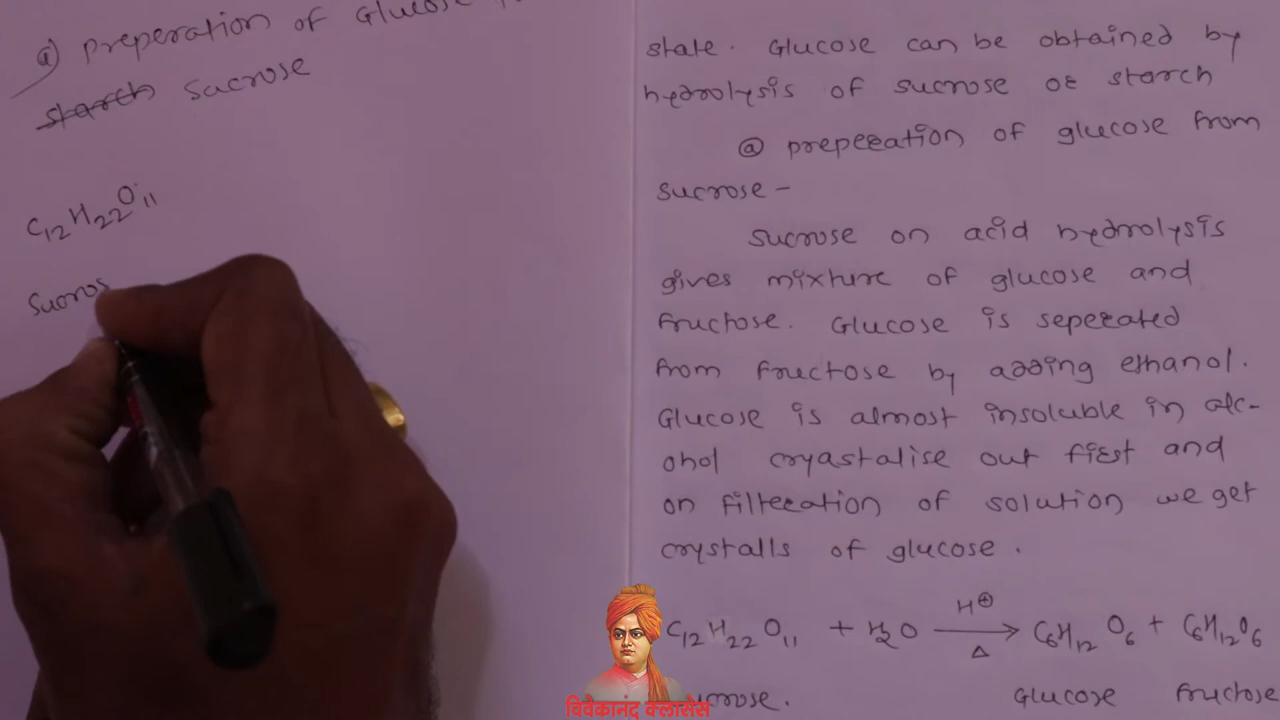 a) preperation of Glucose
starch Sucrose
C12H22O11
Sucros
state. Glucose can be obtained by
hydrolysis of sucrose or starch
@ preperation of glucose from
sucrose -
Sucrose on acid hydrolysis
gives mixture of glucose and
fructose. Glucose is seperated
from fructose by adding ethanol.
Glucose is almost insoluble in alc-
ohol cryastalise out first and
on filteration of solution we get
crystalls of glucose.
H⊕
C12H22O11 + H2O ⟶ C6H12O6 + C6H12O6
Δ
Glucose Fructose
विवेकानंद क्लासेस